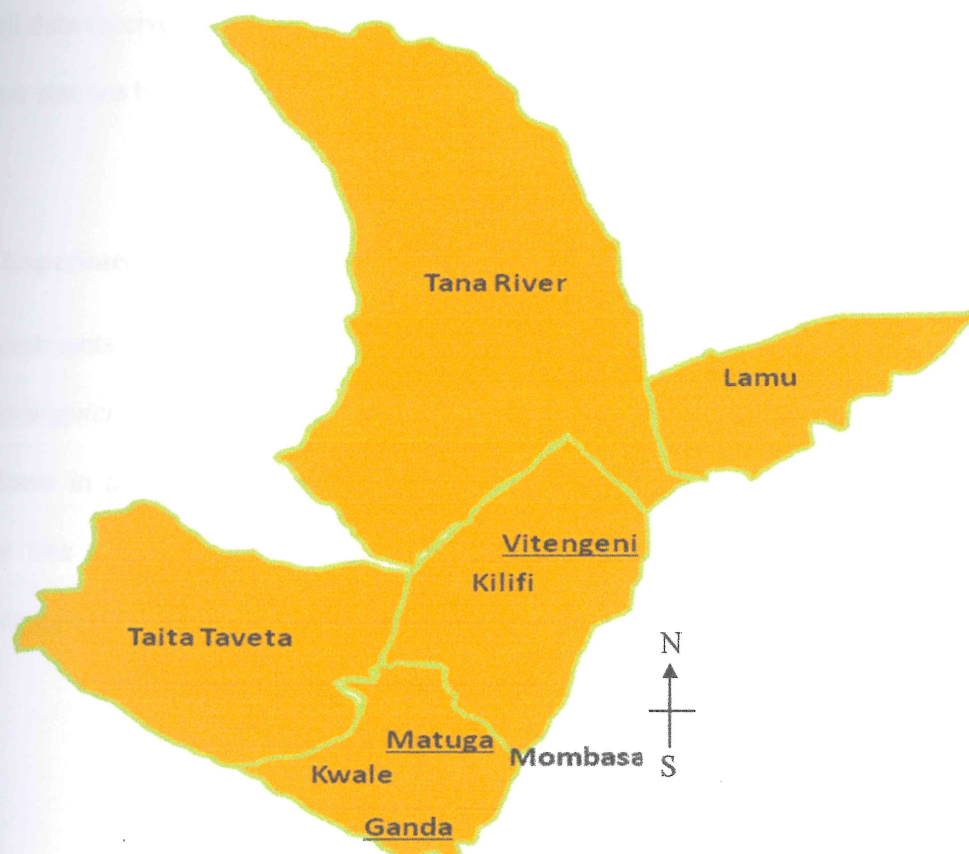 Tana River
Lamu
Vitengeni
Kilifi
Taita Taveta
N
Matuga
Mombasa
S
Kwale
Ganda